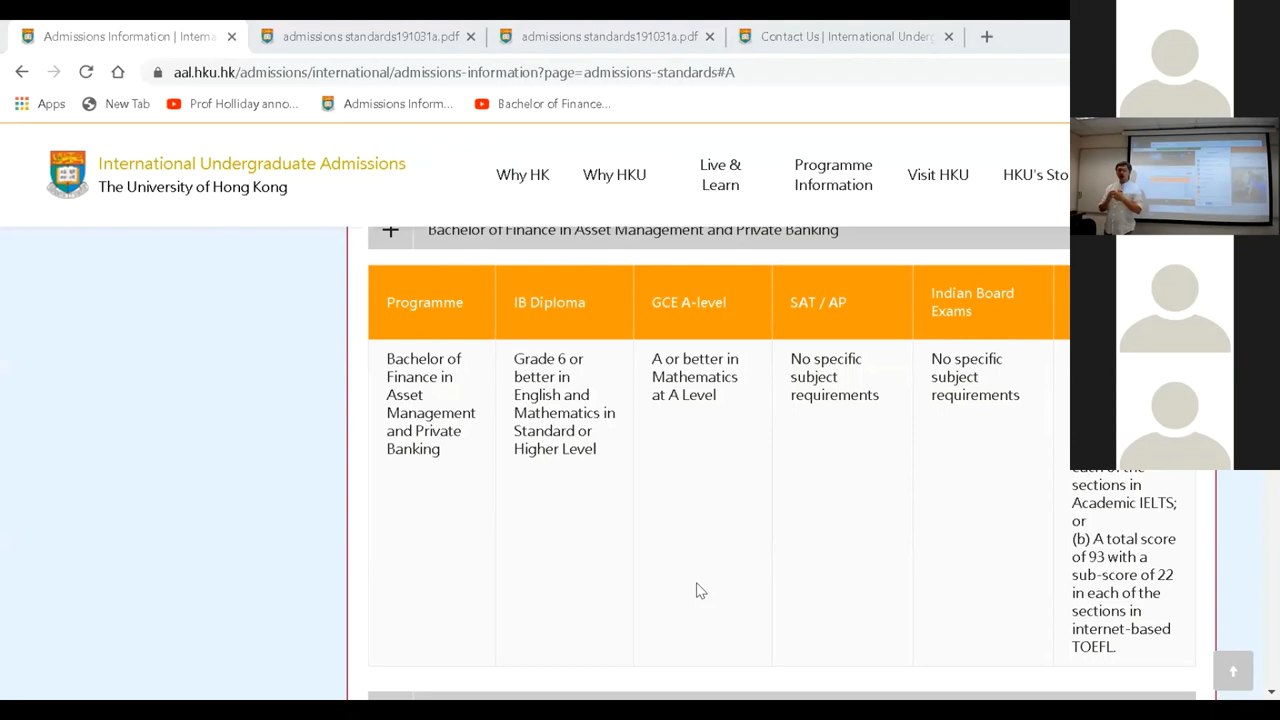 Admissions Information | Interna
admissions standards191031a.pdf
admissions standards191031a.pdf
Contact Us | International Underg
aal.hku.hk/admissions/international/admissions-information?page=admissions-standards#A
Apps
New Tab
Prof Holliday anno...
Admissions Inform...
Bachelor of Finance...
International Undergraduate Admissions
The University of Hong Kong
Why HK
Why HKU
Live &
Learn
Programme
Information
Visit HKU
HKU's Sto
Bachelor of Finance in Asset Management and Private Banking
Programme
IB Diploma
GCE A-level
SAT / AP
Indian Board
Exams
Bachelor of
Finance in
Asset
Management
and Private
Banking
Grade 6 or
better in
English and
Mathematics in
Standard or
Higher Level
A or better in
Mathematics
at A Level
No specific
subject
requirements
No specific
subject
requirements
each of the
sections in
Academic IELTS;
or
(b) A total score
of 93 with a
sub-score of 22
in each of the
sections in
internet-based
TOEFL.